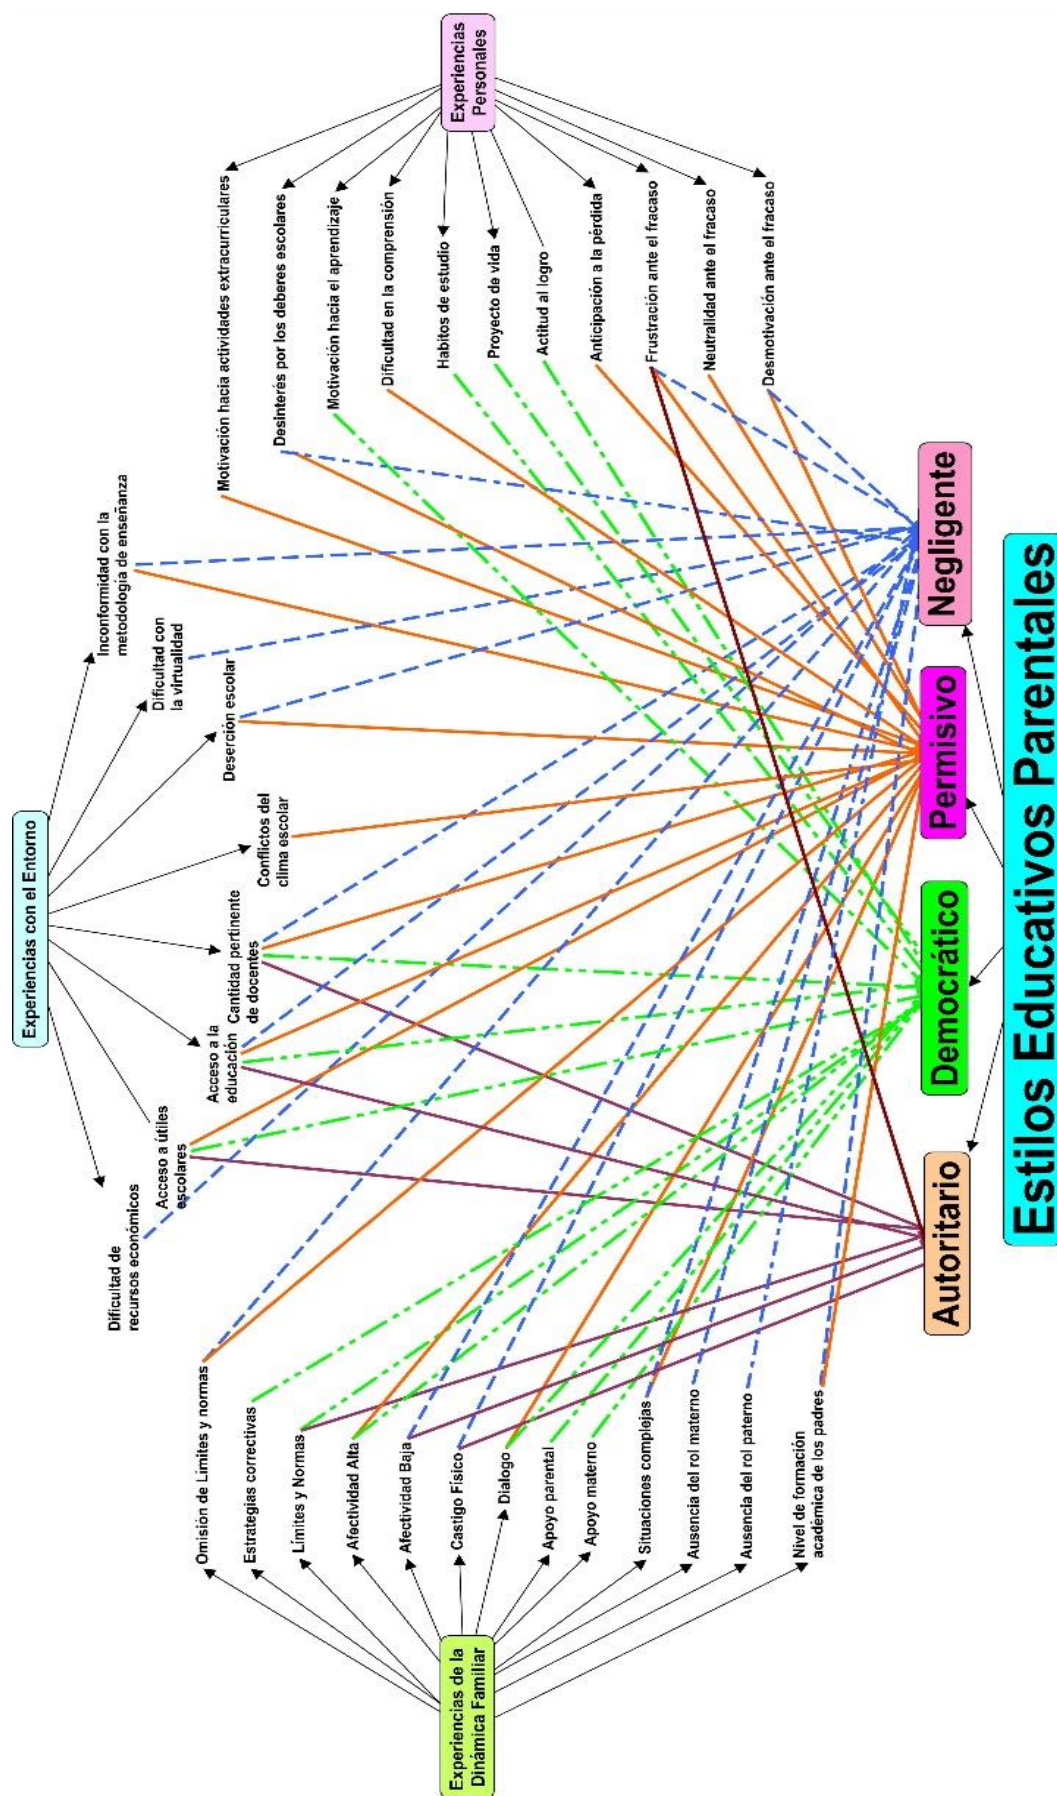 Experiencias con el Entorno
Dificultad de
recursos económicos
Acceso a útiles
escolares
Acceso a la
educación
Cantidad pertinente
de docentes
Conflictos del
clima escolar
Deserción escolar
Dificultad con
la virtualidad
Inconformidad con la
metodología de enseñanza
Experiencias de la
Dinámica Familiar
Omisión de Limites y normas
Estrategias correctivas
Límites y Normas
Afectividad Alta
Afectividad Baja
Castigo Físico
Dialogo
Apoyo parental
Apoyo materno
Situaciones complejas
Ausencia del rol materno
Ausencia del rol paterno
Nivel de formación
académica de los padres
Experiencias
Personales
Motivación hacia actividades extracurriculares
Desinterés por los deberes escolares
Motivación hacia el aprendizaje
Dificultad en la comprensión
Habitos de estudio
Proyecto de vida
Actitud al logro
Anticipación a la pérdida
Frustración ante el fracaso
Neutralidad ante el fracaso
Desmotivación ante el fracaso
Autoritario
Democrático
Permisivo
Negligente
Estilos Educativos Parentales